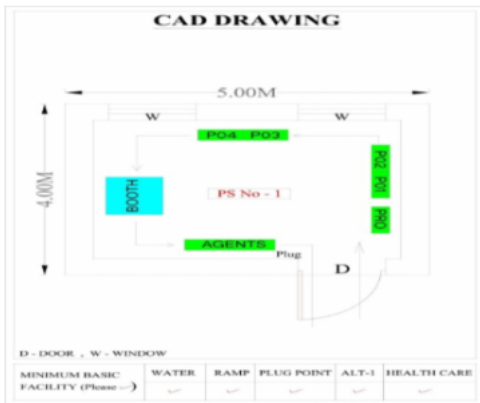 CAD DRAWING
5.00M
W W
PO4 PO3
4.00M
PO2 PO1
BOOTH
PS No - 1
PRO
AGENTS
Plug
D
D - DOOR , W - WINDOW
MINIMUM BASIC FACILITY (Please ✓) WATER RAMP PLUG POINT ALT-1 HEALTH CARE
✓ ✓ ✓ ✓ ✓